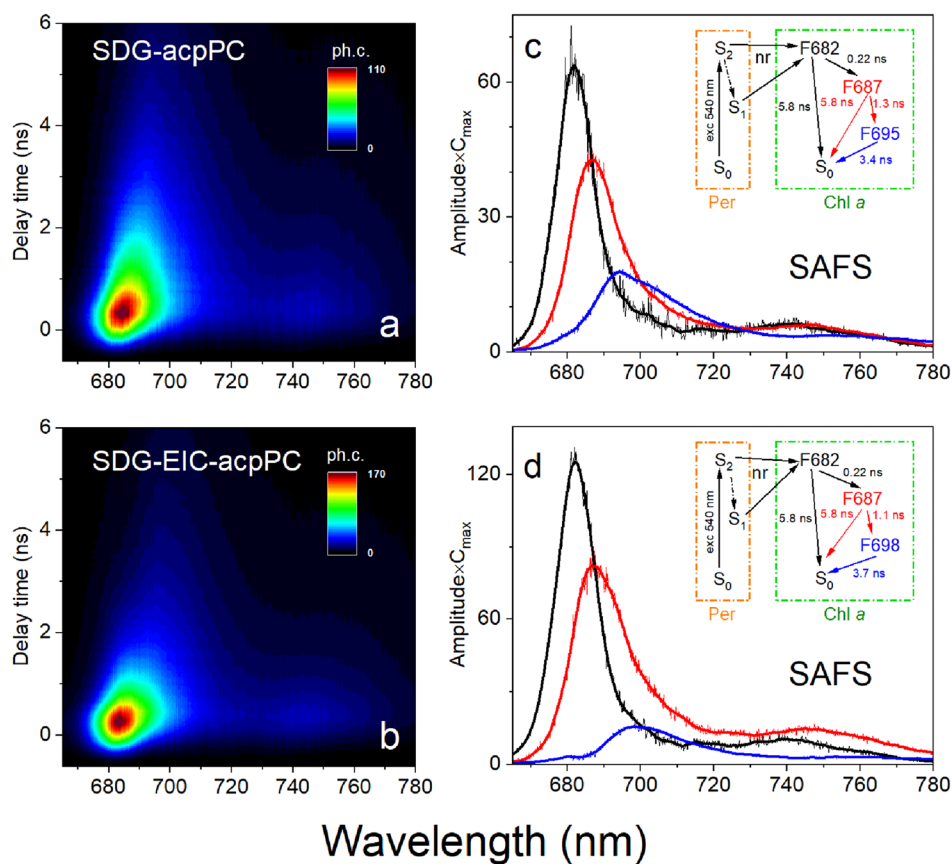 SDG-acpPC
ph.c.
110
0
a
Delay time (ns)
6
4
2
0
680 700 720 740 760 780
c
S2 F682
nr 0.22 ns
F687
S1 5.8 ns 5.8 ns 1.3 ns
exc 540 nm
F695
3.4 ns
S0 S0
Per Chl a
SAFS
Amplitude×Cmax
60
30
0
680 700 720 740 760 780
SDG-EIC-acpPC
ph.c.
170
0
b
Delay time (ns)
6
4
2
0
680 700 720 740 760 780
d
S2 F682
nr 0.22 ns
F687
S1 5.8 ns 5.8 ns 1.1 ns
exc 540 nm
F698
3.7 ns
S0 S0
Per Chl a
SAFS
Amplitude×Cmax
120
60
0
680 700 720 740 760 780
Wavelength (nm)